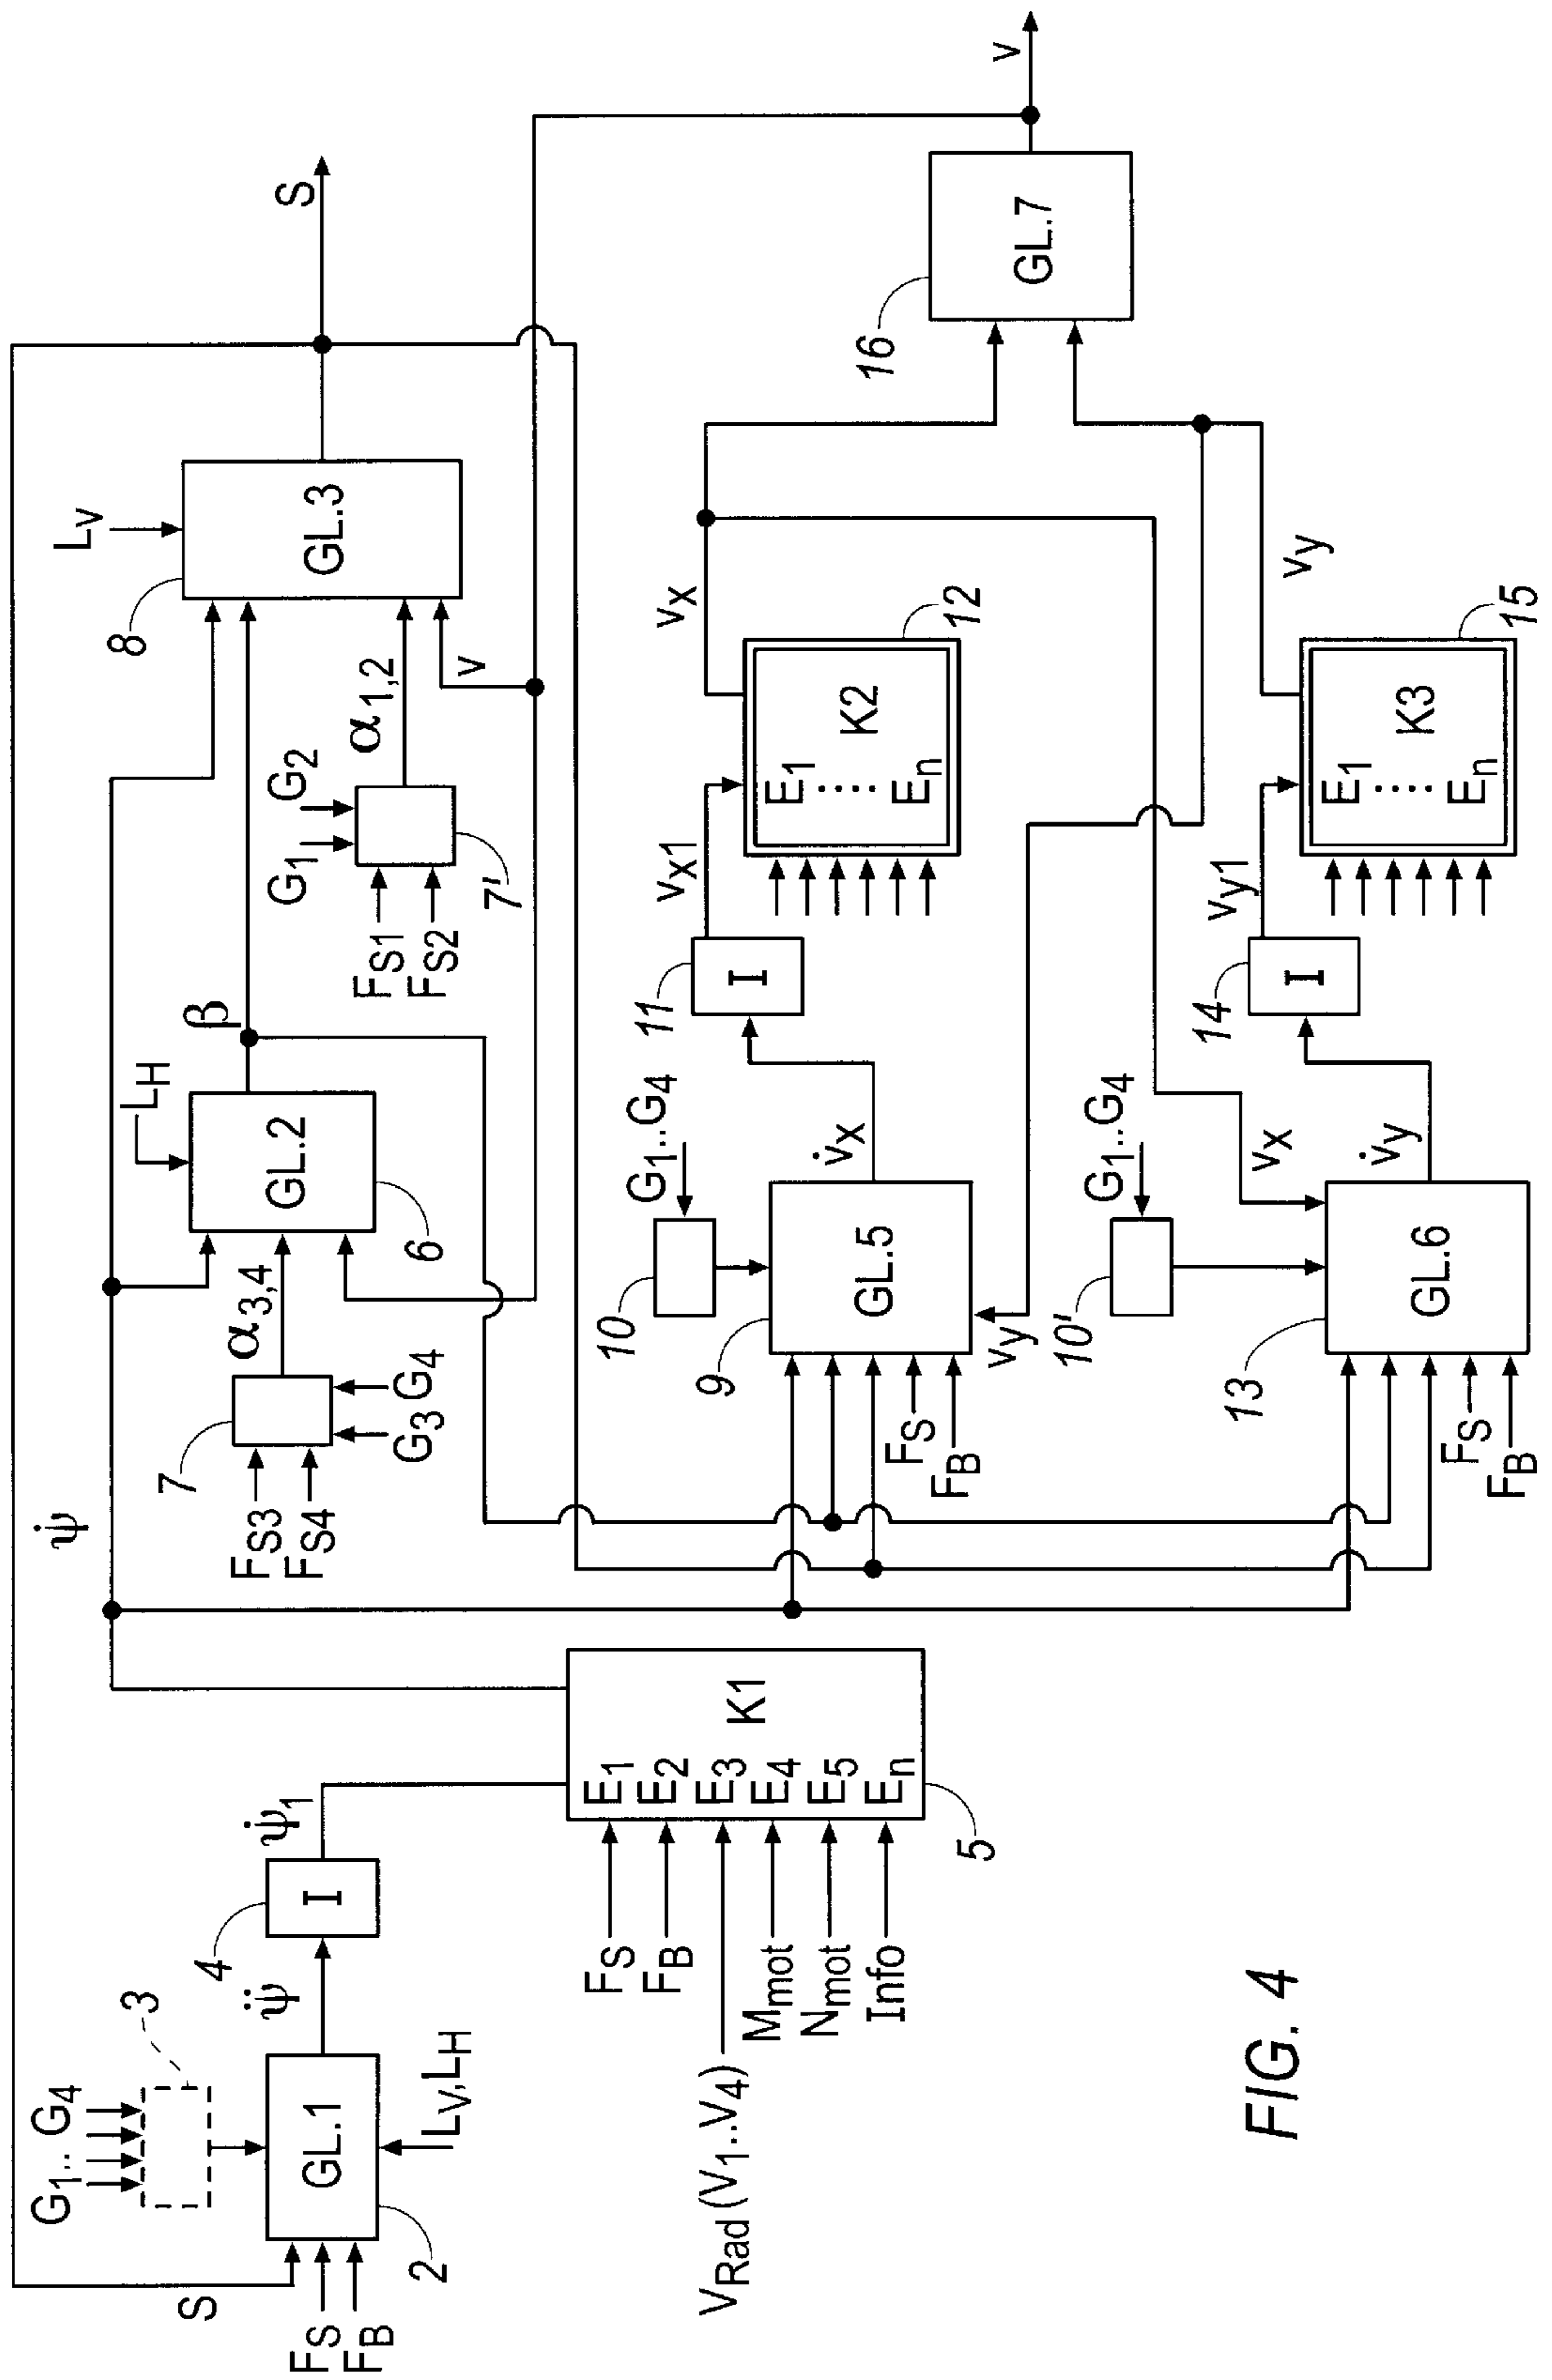 G1.. G4
3
S
FS
FB
GL.1
2
LV,LH
ψ̈
4
I
ψ̇1
ψ̇
FS
FB
VRad (V1..V4)
Mmot
Nmot
Info
E1
E2
E3
E4
E5
En
K1
5
7
FS3
FS4
G3
G4
α3,4
LH
GL.2
6
β
FS1
FS2
G1
G2
7'
α1,2
v
8
LV
GL.3
S
10
G1..G4
9
GL.5
FS
FB
vy
v̇x
11
I
vx1
E1
.....
En
K2
12
vx
10'
G1..G4
13
GL.6
FS
FB
vx
v̇y
14
I
vy1
E1
.....
En
K3
15
vy
16
GL.7
v
FIG. 4